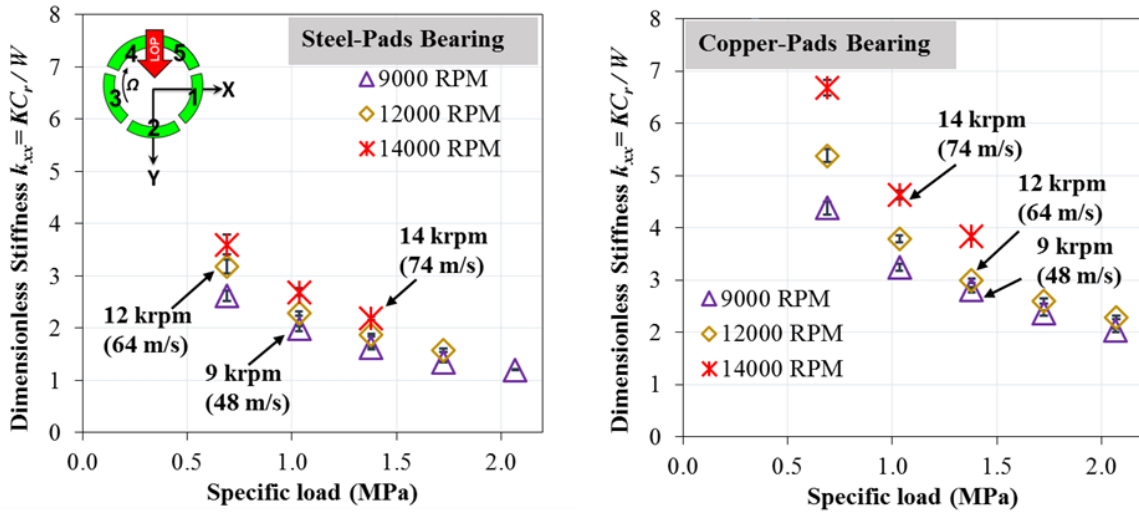 Dimensionless Stiffness kxx= KCr / W
8
7
6
5
4
3
2
1
0
0.0
0.5
1.0
1.5
2.0
Specific load (MPa)
Steel-Pads Bearing
9000 RPM
12000 RPM
14000 RPM
LOP
4
5
3
Ω
1
2
X
Y
14 krpm
(74 m/s)
12 krpm
(64 m/s)
9 krpm
(48 m/s)
Dimensionless Stiffness kxx= KCr / W
8
7
6
5
4
3
2
1
0
0.0
0.5
1.0
1.5
2.0
Specific load (MPa)
Copper-Pads Bearing
14 krpm
(74 m/s)
12 krpm
(64 m/s)
9 krpm
(48 m/s)
9000 RPM
12000 RPM
14000 RPM